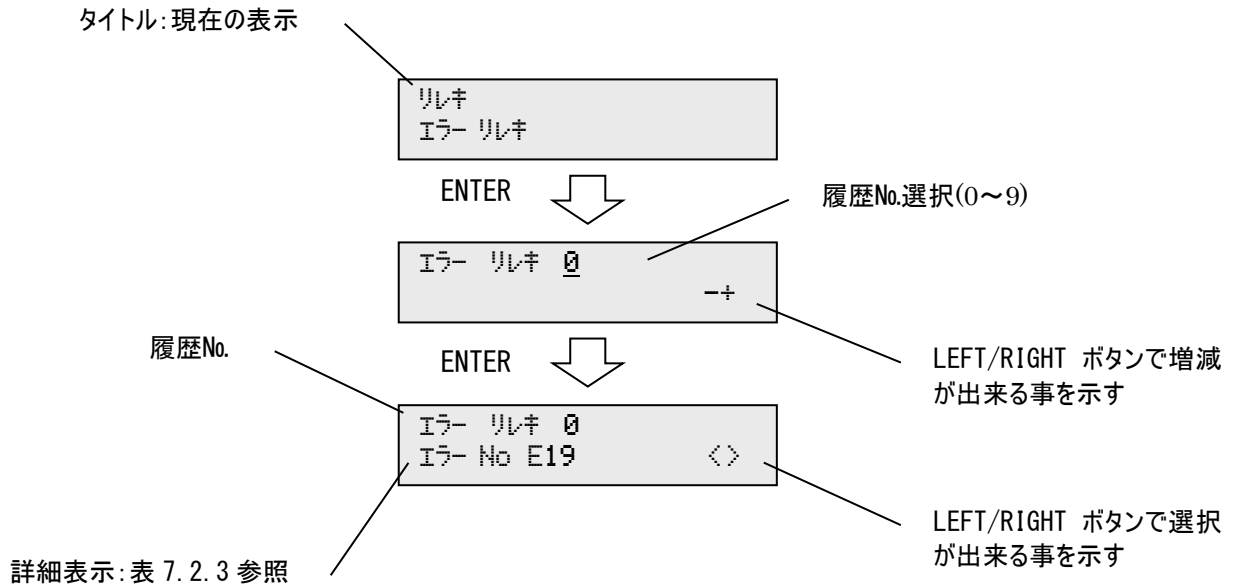 タイトル:現在の表示
リレキ
エラー リレキ
ENTER
履歴№選択(0～9)
エラー リレキ 0
-+
履歴№
ENTER
LEFT/RIGHT ボタンで増減
が出来る事を示す
エラー リレキ 0
エラー No E19 <>
LEFT/RIGHT ボタンで選択
が出来る事を示す
詳細表示:表 7.2.3 参照